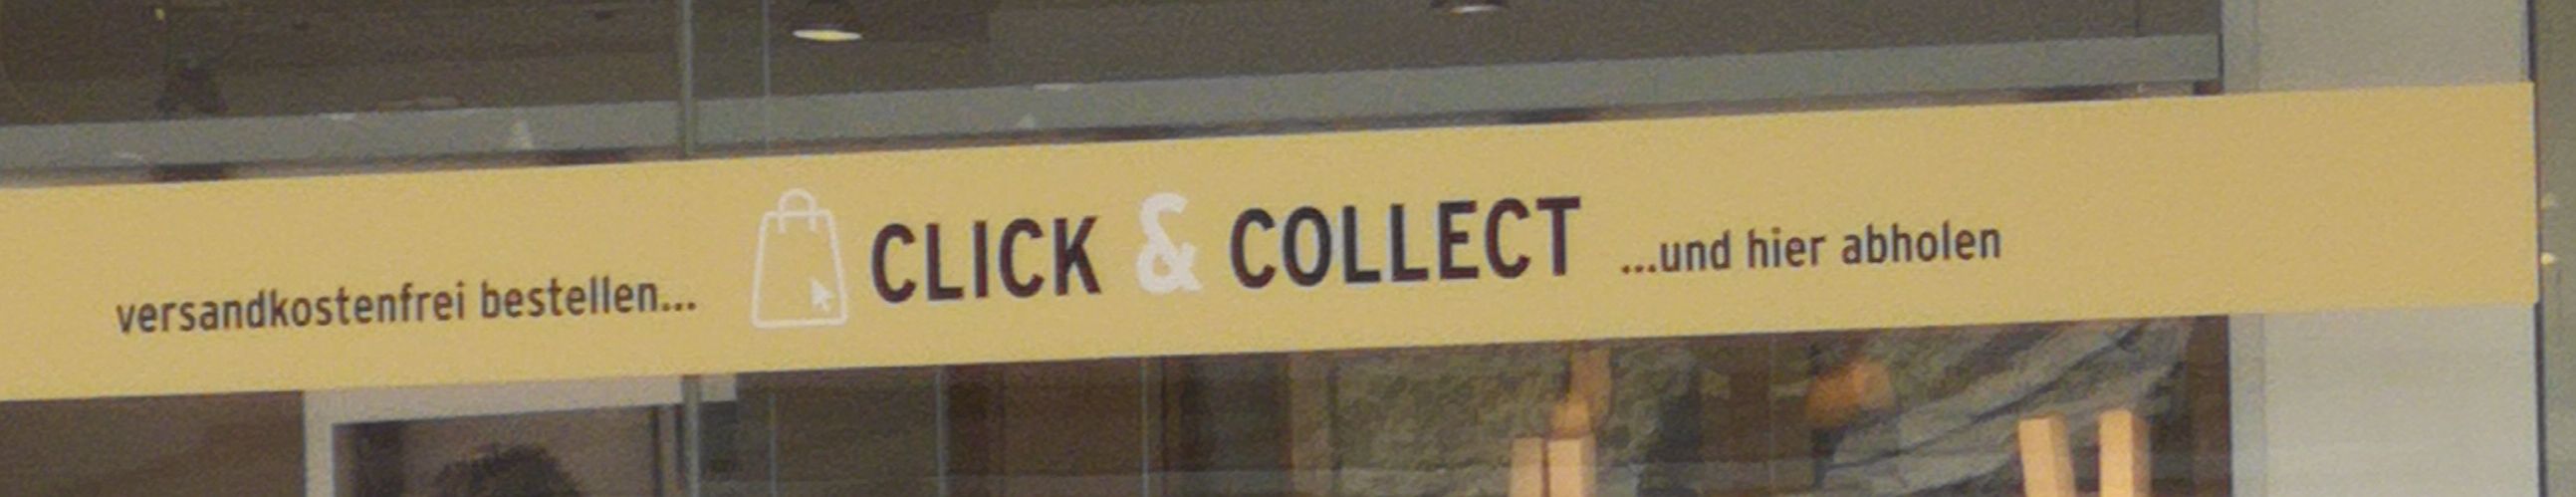 versandkostenfrei bestellen... CLICK & COLLECT ...und hier abholen